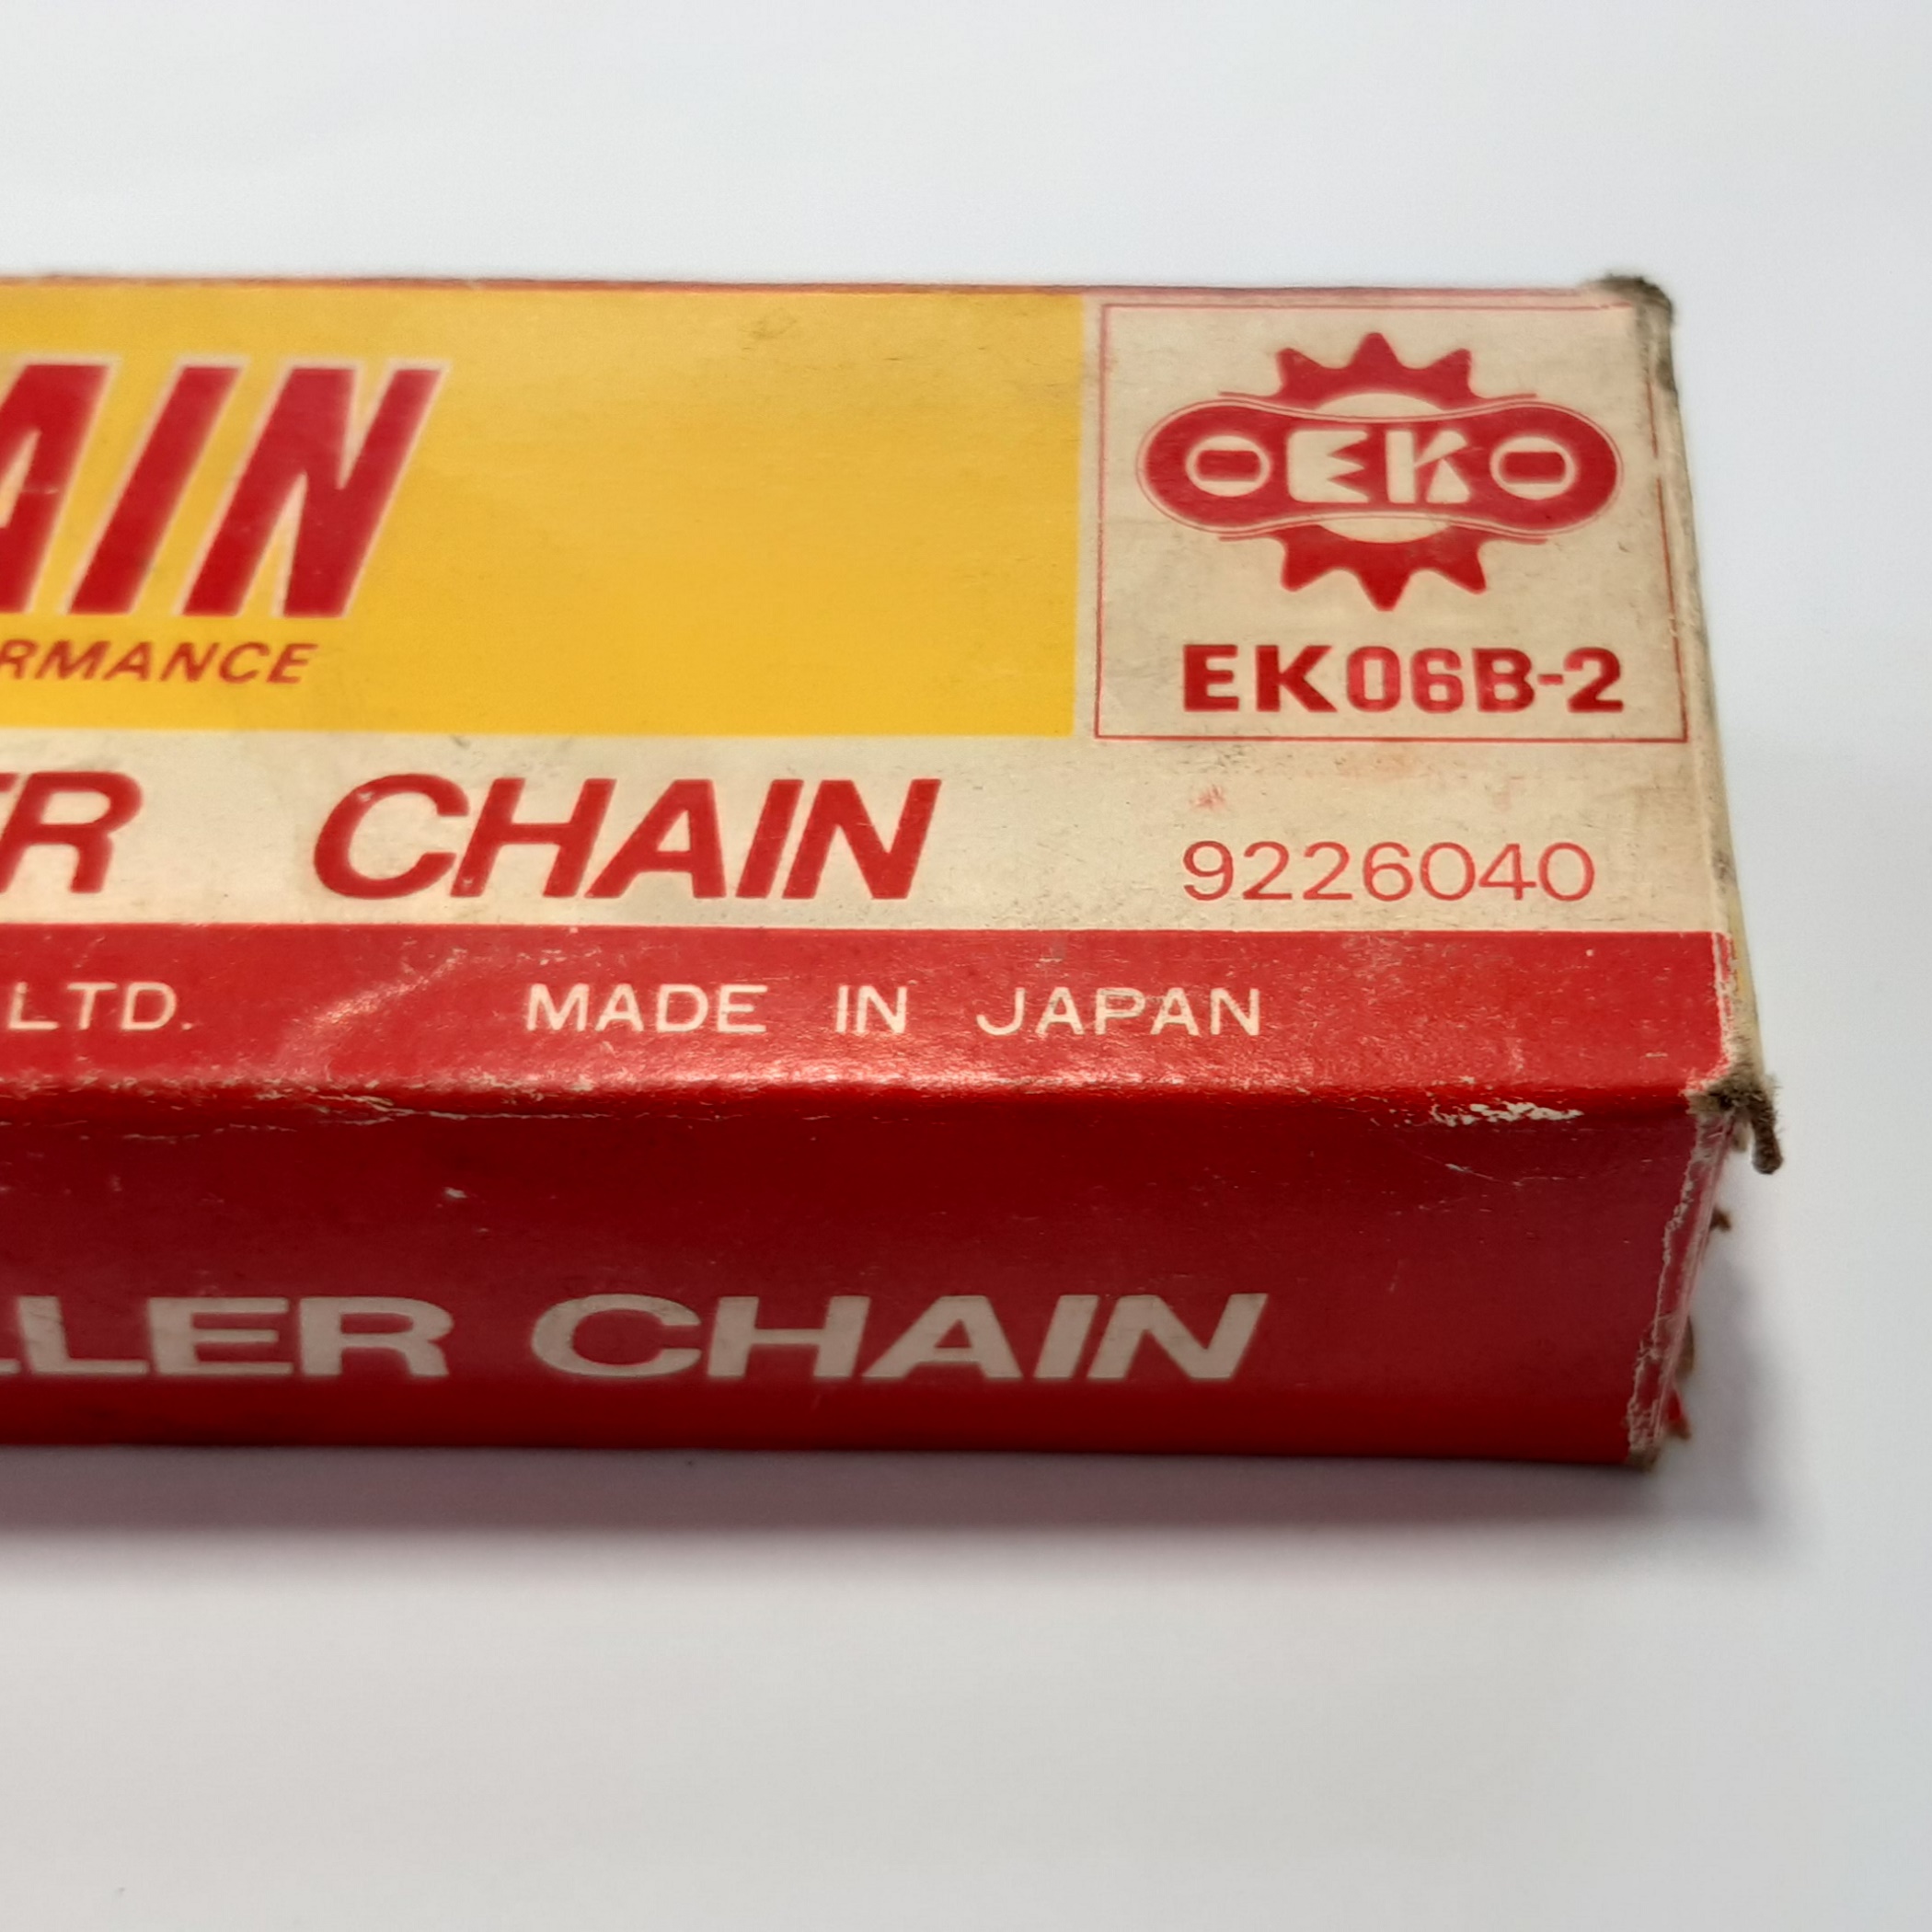 AIN
RMANCE
EK
EK06B-2
ER CHAIN
9226040
LTD. MADE IN JAPAN
LLER CHAIN